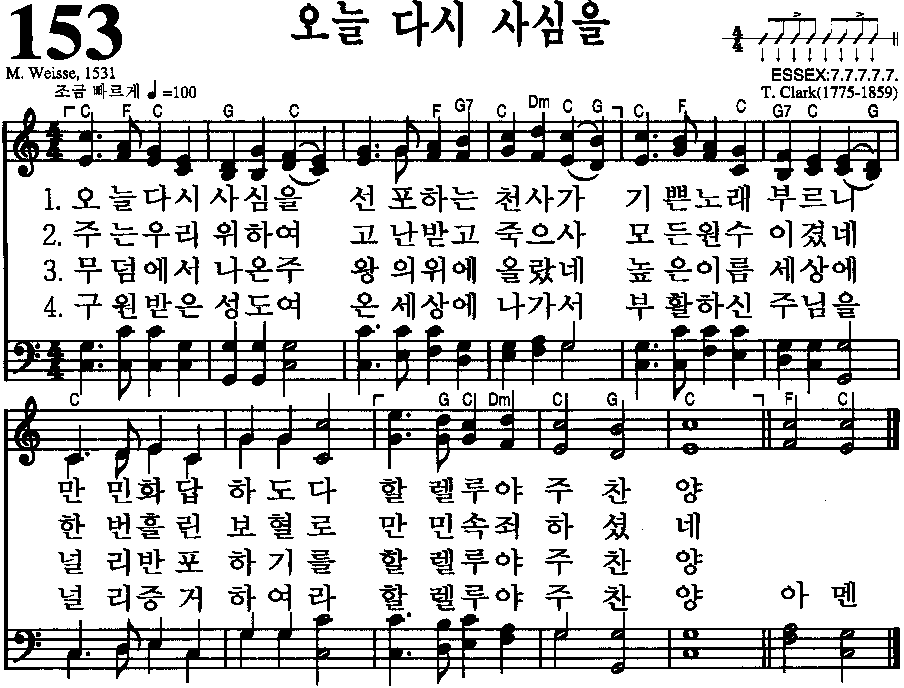 153 오늘 다시 사심을
M. Weisse, 1531
ESSEX:7.7.7.7.7.
조금 빠르게 ♩=100
T. Clark(1775-1859)
4/4
C F C G C F G7 C Dm C G C F C G7 C G
1. 오 늘 다 시 사 심 을 선 포 하 는 천 사 가 기 쁜 노 래 부 르 니
2. 주 는 우 리 위 하 여 고 난 받 고 죽 으 사 모 든 원 수 이 겼 네
3. 무 덤 에 서 나 온 주 왕 의 위 에 올 랐 네 높 은 이 름 세 상 에
4. 구 원 받 은 성 도 여 온 세 상 에 나 가 서 부 활 하 신 주 님 을
C G C Dm C G C F C
만 민 화 답 하 도 다 할 렐 루 야 주 찬 양
한 번 흘 린 보 혈 로 만 민 속 죄 하 셨 네
널 리 반 포 하 기 를 할 렐 루 야 주 찬 양
널 리 증 거 하 여 라 할 렐 루 야 주 찬 양 아 멘